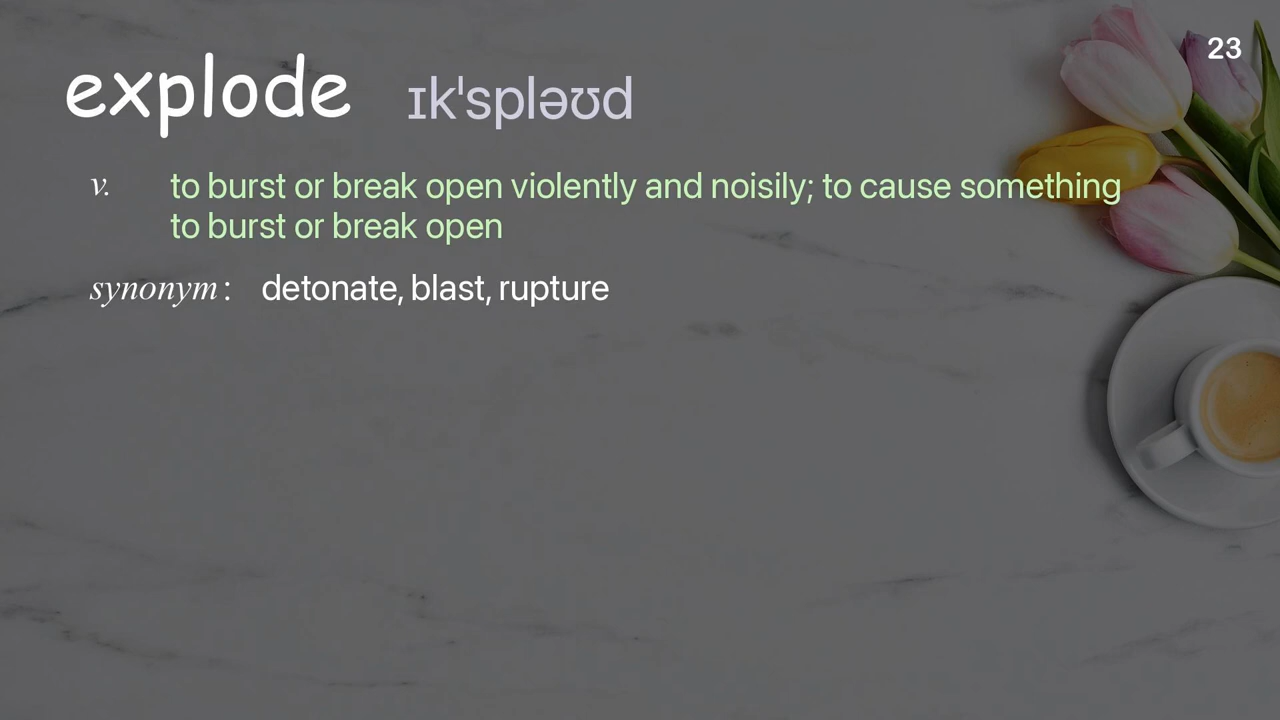 23
explode ɪk'spləʊd
v. to burst or break open violently and noisily; to cause something
to burst or break open
synonym : detonate, blast, rupture